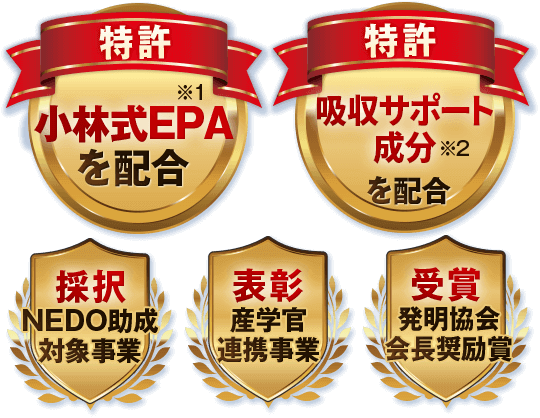 特許
※1
小林式EPA
を配合
特許
吸収サポート
成分※2
を配合
採択
NEDO助成
対象事業
表彰
産学官
連携事業
受賞
発明協会
会長奨励賞